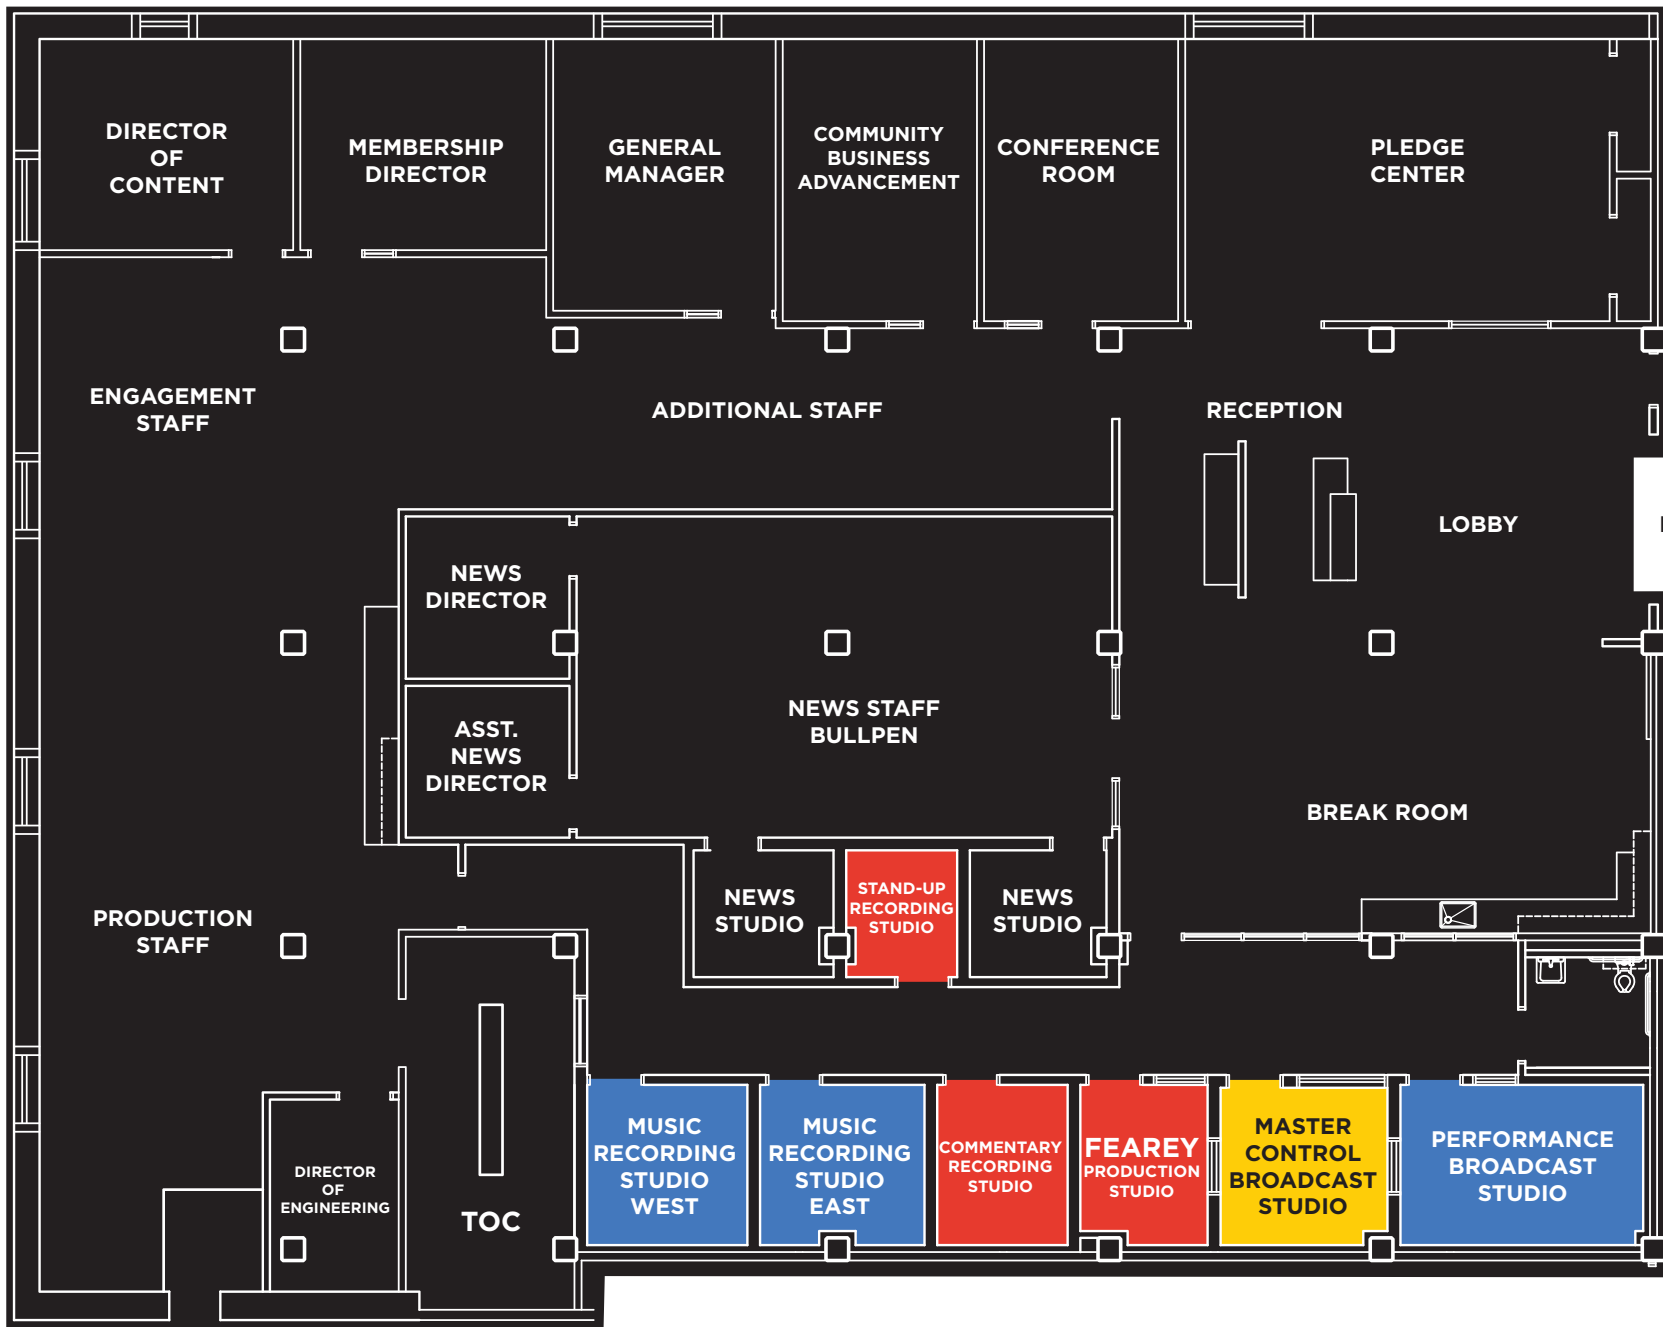 DIRECTOR
OF
CONTENT
MEMBERSHIP
DIRECTOR
GENERAL
MANAGER
COMMUNITY
BUSINESS
ADVANCEMENT
CONFERENCE
ROOM
PLEDGE
CENTER
ENGAGEMENT
STAFF
ADDITIONAL STAFF
RECEPTION
LOBBY
NEWS
DIRECTOR
NEWS STAFF
BULLPEN
ASST.
NEWS
DIRECTOR
BREAK ROOM
PRODUCTION
STAFF
NEWS
STUDIO
STAND-UP
RECORDING
STUDIO
NEWS
STUDIO
DIRECTOR
OF
ENGINEERING
TOC
MUSIC
RECORDING
STUDIO
WEST
MUSIC
RECORDING
STUDIO
EAST
COMMENTARY
RECORDING
STUDIO
FEAREY
PRODUCTION
STUDIO
MASTER
CONTROL
BROADCAST
STUDIO
PERFORMANCE
BROADCAST
STUDIO